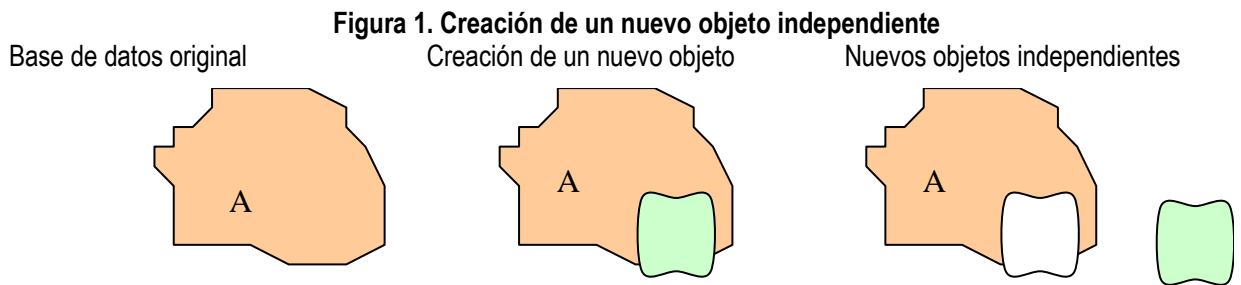 Figura 1. Creación de un nuevo objeto independiente
Base de datos original Creación de un nuevo objeto Nuevos objetos independientes
A A A